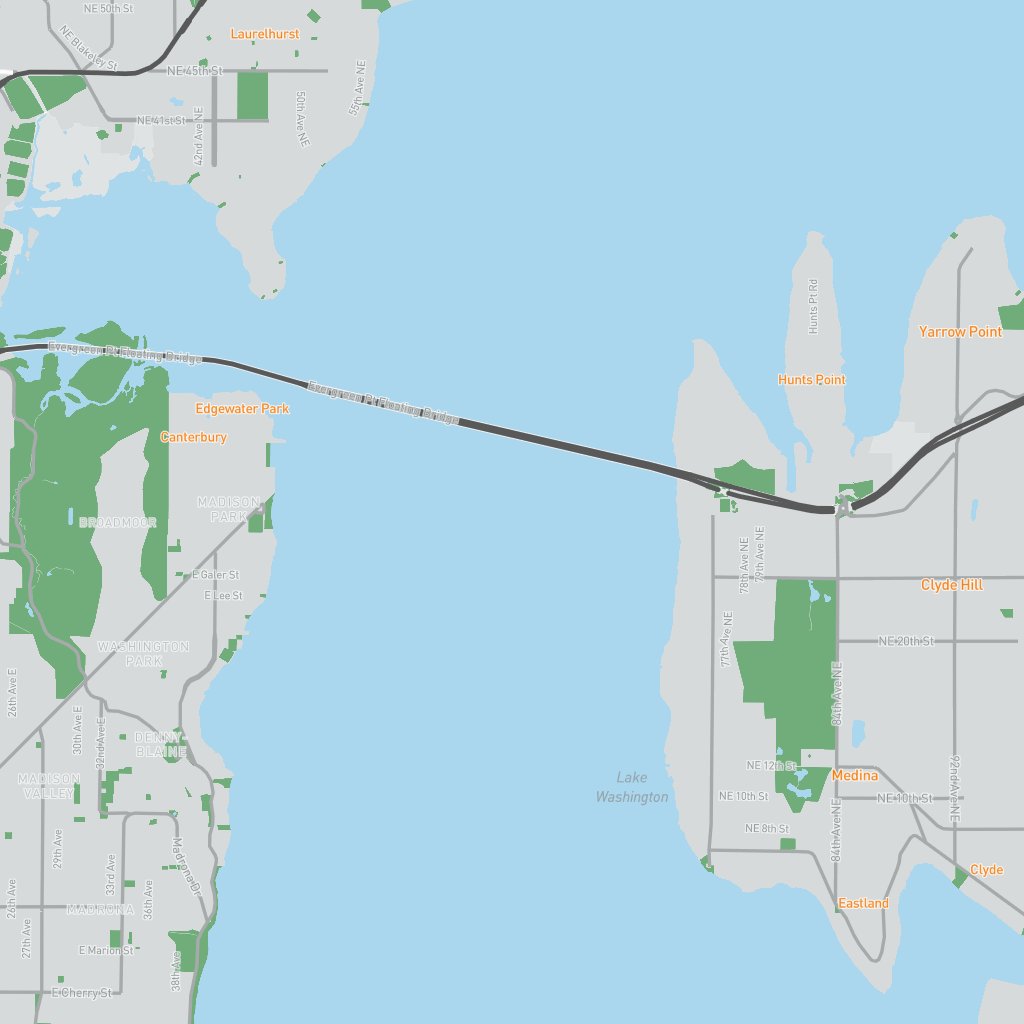 NE 50th St
NE Blakeley St
Laurelhurst
NE 45th St
55th Ave NE
50th Ave NE
42nd Ave NE
NE 41st St
Hunts Pt Rd
Yarrow Point
Evergreen Pt Floating Bridge
Evergreen Pt Floating Bridge
Hunts Point
Edgewater Park
Canterbury
MADISON
PARK
BROADMOOR
78th Ave NE
79th Ave NE
E Galer St
E Lee St
Clyde Hill
77th Ave NE
NE 20th St
WASHINGTON
PARK
26th Ave E
30th Ave E
32nd Ave E
84th Ave NE
DENNY-
BLAINE
MADISON
VALLEY
Lake
Washington
NE 12th St
Medina
92nd Ave NE
NE 10th St
NE 10th St
NE 8th St
84th Ave NE
29th Ave
33rd Ave
Madrona Dr
Clyde
26th Ave
36th Ave
MADRONA
Eastland
27th Ave
E Marion St
38th Ave
E Cherry St